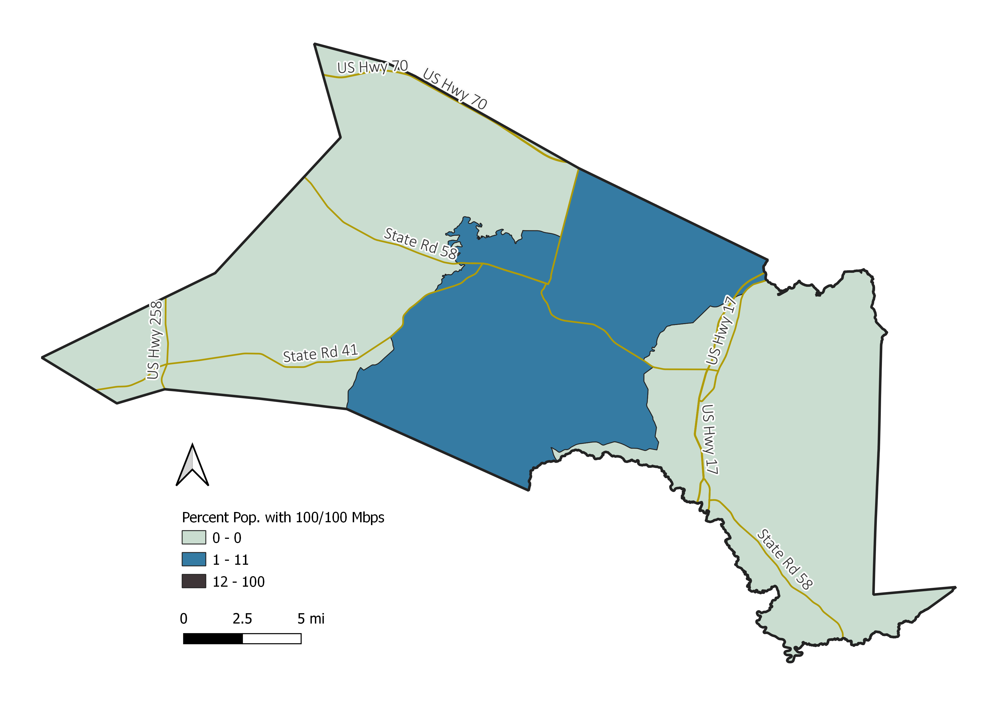 US Hwy 70
US Hwy 70
State Rd 58
US Hwy 258
State Rd 41
US Hwy 17
US Hwy 17
State Rd 58
Percent Pop. with 100/100 Mbps
0 - 0
1 - 11
12 - 100
0 2.5 5 mi